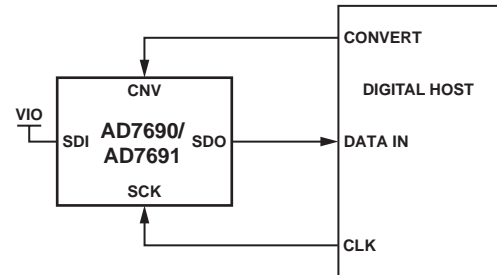 CONVERT
CNV
DIGITAL HOST
VIO
SDI
AD7690/
AD7691
SDO
DATA IN
SCK
CLK